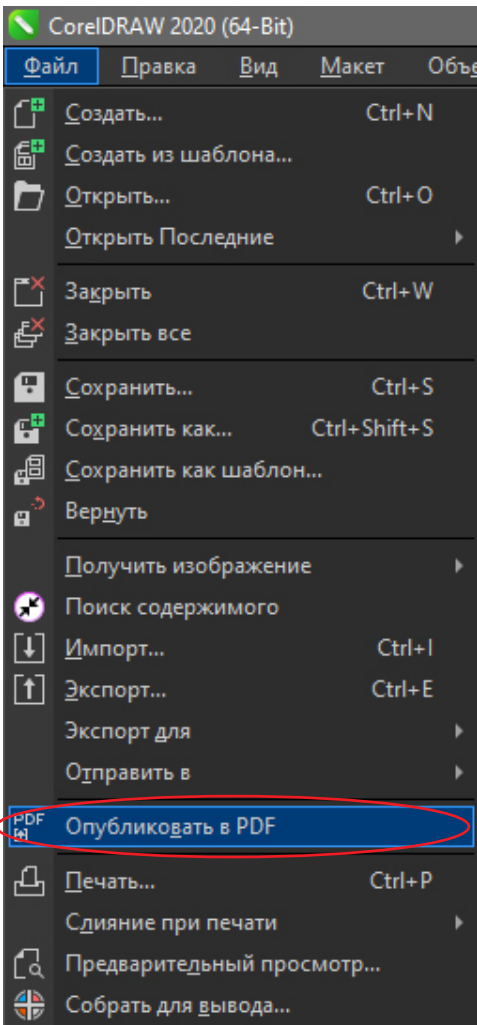 CorelDRAW 2020 (64-Bit)
Файл Правка Вид Макет
Создать... Ctrl+N
Создать из шаблона...
Открыть... Ctrl+O
Открыть Последние
Закрыть Ctrl+W
Закрыть все
Сохранить... Ctrl+S
Сохранить как... Ctrl+Shift+S
Сохранить как шаблон...
Вернуть
Получить изображение
Поиск содержимого
Импорт... Ctrl+I
Экспорт... Ctrl+E
Экспорт для
Отправить в
PDF Опубликовать в PDF
Печать... Ctrl+P
Слияние при печати
Предварительный просмотр...
Собрать для вывода...